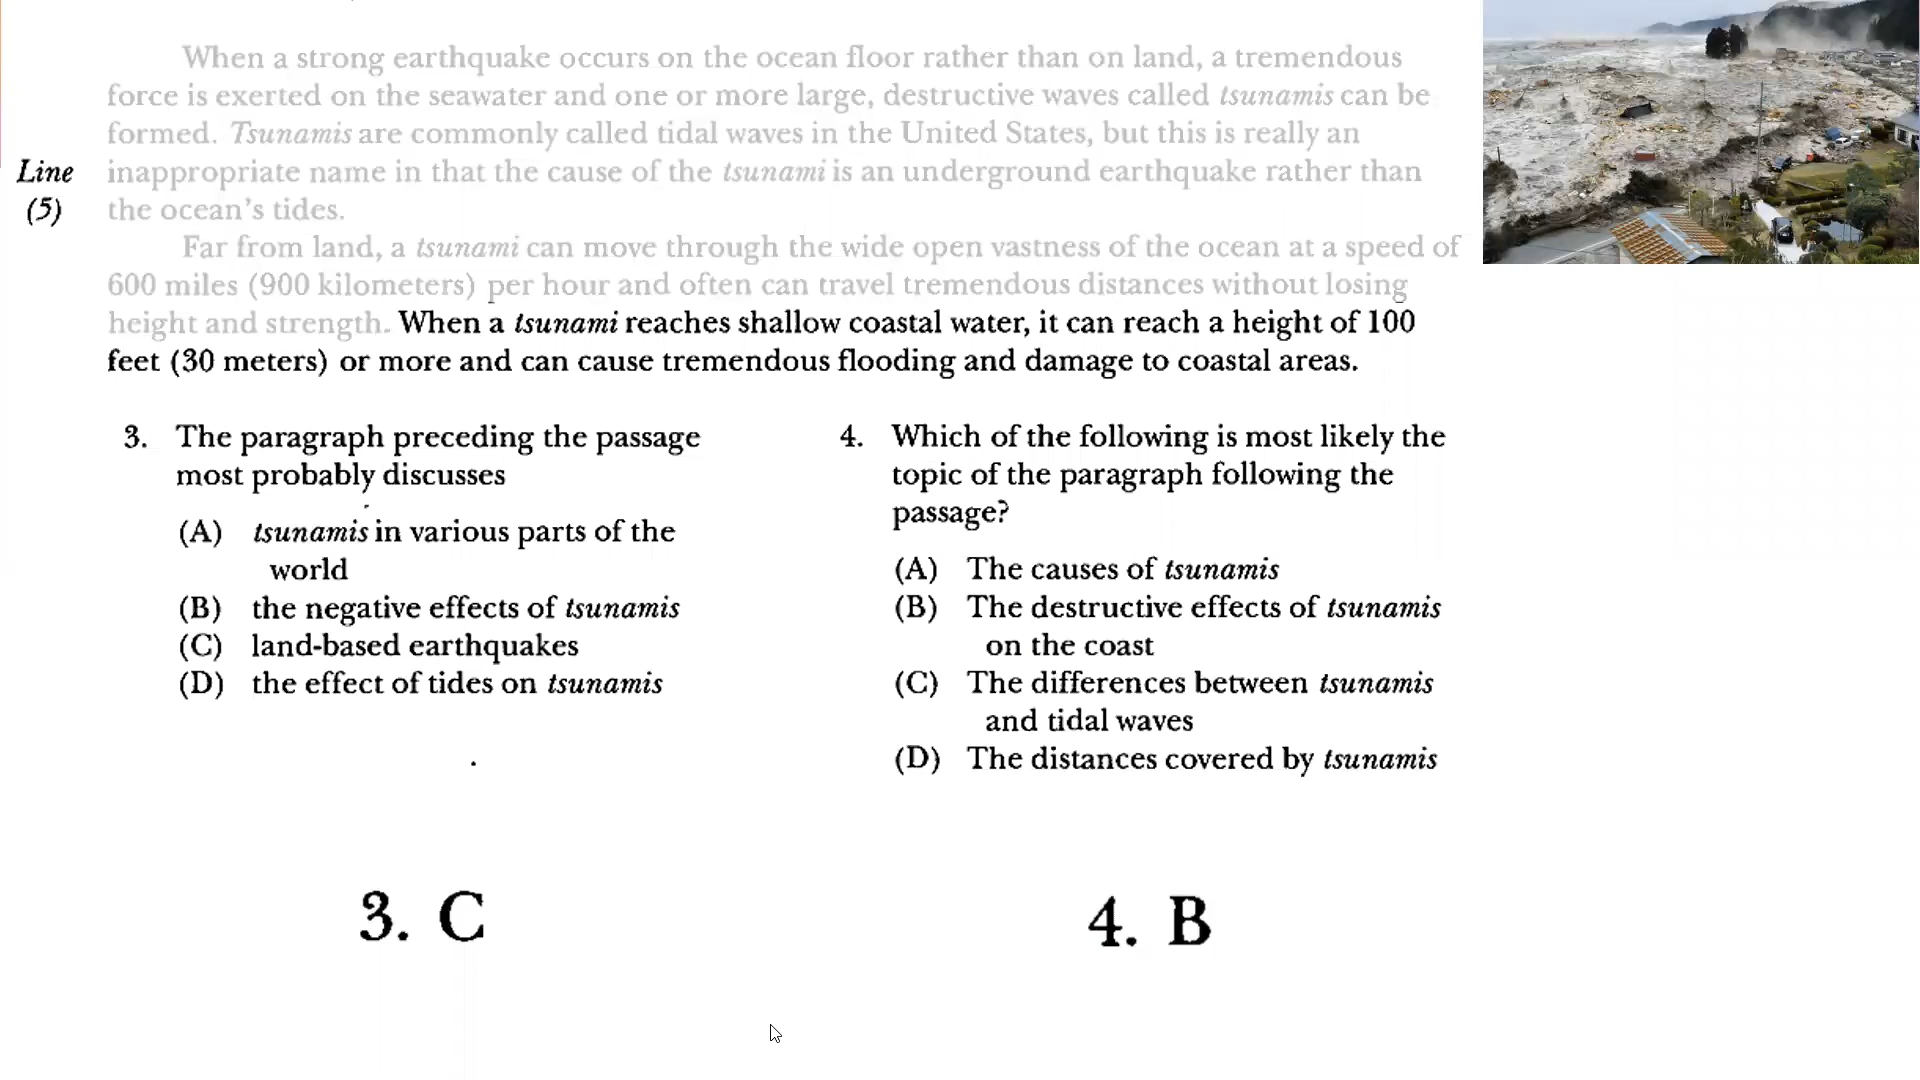 When a strong earthquake occurs on the ocean floor rather than on land, a tremendous
force is exerted on the seawater and one or more large, destructive waves called tsunamis can be
formed. Tsunamis are commonly called tidal waves in the United States, but this is really an
Line inappropriate name in that the cause of the tsunami is an underground earthquake rather than
(5) the ocean's tides.
Far from land, a tsunami can move through the wide open vastness of the ocean at a speed of
600 miles (900 kilometers) per hour and often can travel tremendous distances without losing
height and strength. When a tsunami reaches shallow coastal water, it can reach a height of 100
feet (30 meters) or more and can cause tremendous flooding and damage to coastal areas.
3. The paragraph preceding the passage
most probably discusses
(A) tsunamis in various parts of the
world
(B) the negative effects of tsunamis
(C) land-based earthquakes
(D) the effect of tides on tsunamis
4. Which of the following is most likely the
topic of the paragraph following the
passage?
(A) The causes of tsunamis
(B) The destructive effects of tsunamis
on the coast
(C) The differences between tsunamis
and tidal waves
(D) The distances covered by tsunamis
3. C
4. B